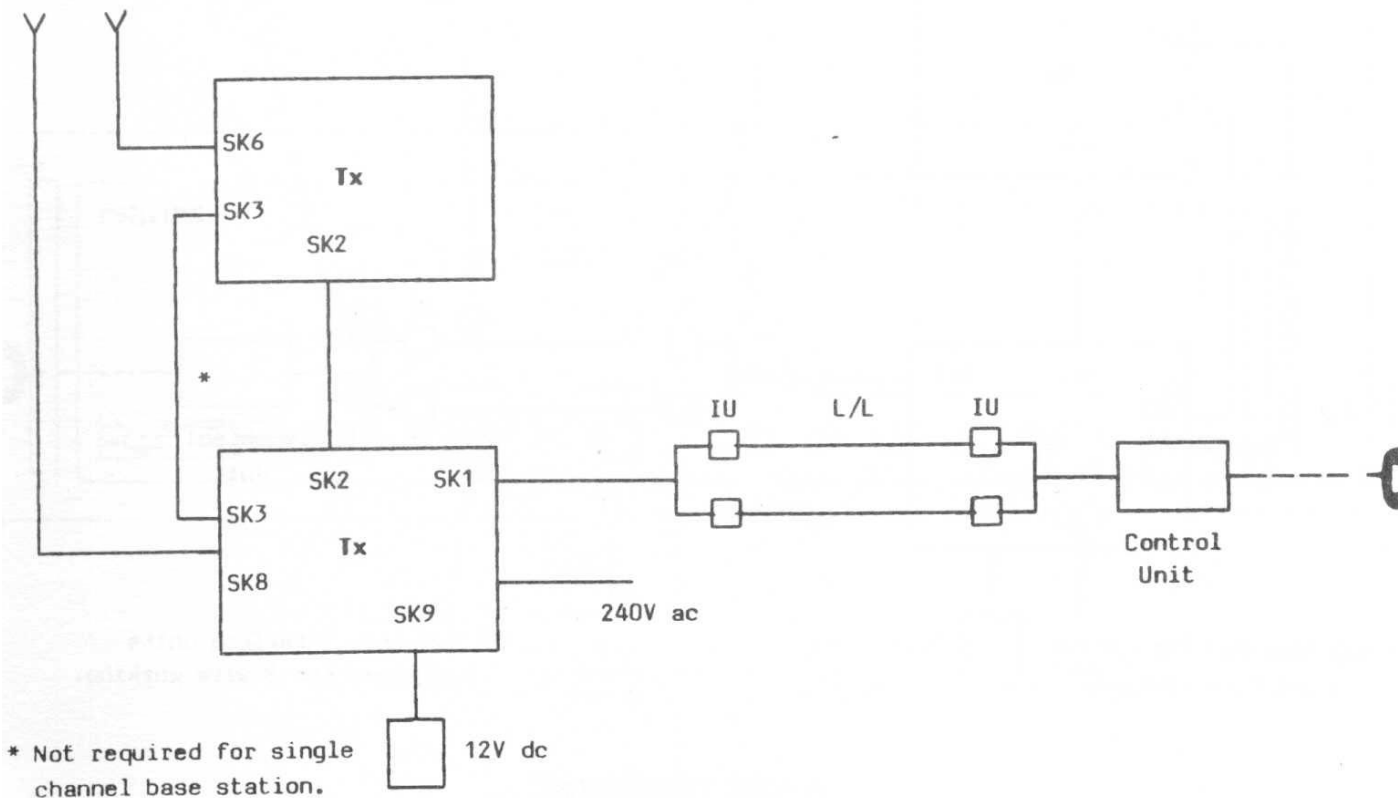 SK6
Tx
SK3
SK2
*
IU L/L IU
SK2 SK1
SK3
Tx
Control
Unit
SK8
240V ac
SK9
* Not required for single
channel base station.
12V dc